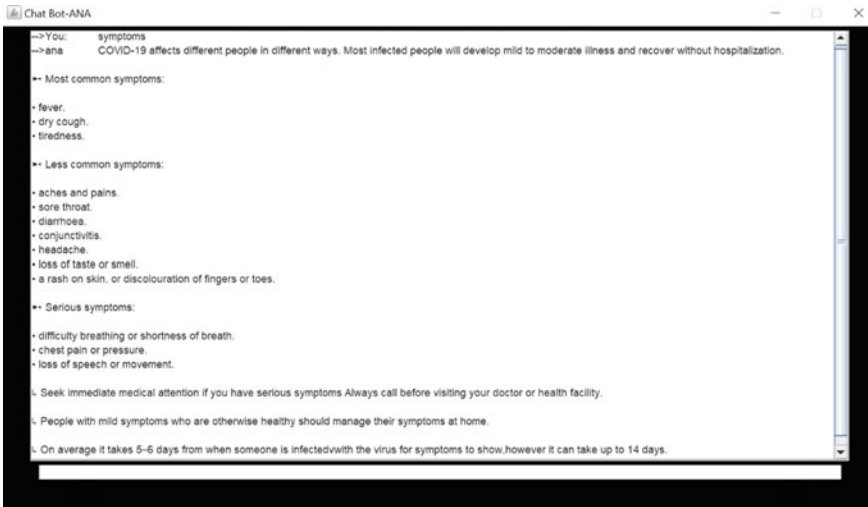 Chat Bot-ANA
-->You: symptoms
-->ana COVID-19 affects different people in different ways. Most infected people will develop mild to moderate illness and recover without hospitalization.
➼ Most common symptoms:
• fever.
• dry cough.
• tiredness.
➼ Less common symptoms:
• aches and pains.
• sore throat.
• diarrhoea.
• conjunctivitis.
• headache.
• loss of taste or smell.
• a rash on skin, or discolouration of fingers or toes.
➼ Serious symptoms:
• difficulty breathing or shortness of breath.
• chest pain or pressure.
• loss of speech or movement.
↳ Seek immediate medical attention if you have serious symptoms Always call before visiting your doctor or health facility.
↳ People with mild symptoms who are otherwise healthy should manage their symptoms at home.
↳ On average it takes 5–6 days from when someone is infectedvwith the virus for symptoms to show,however it can take up to 14 days.